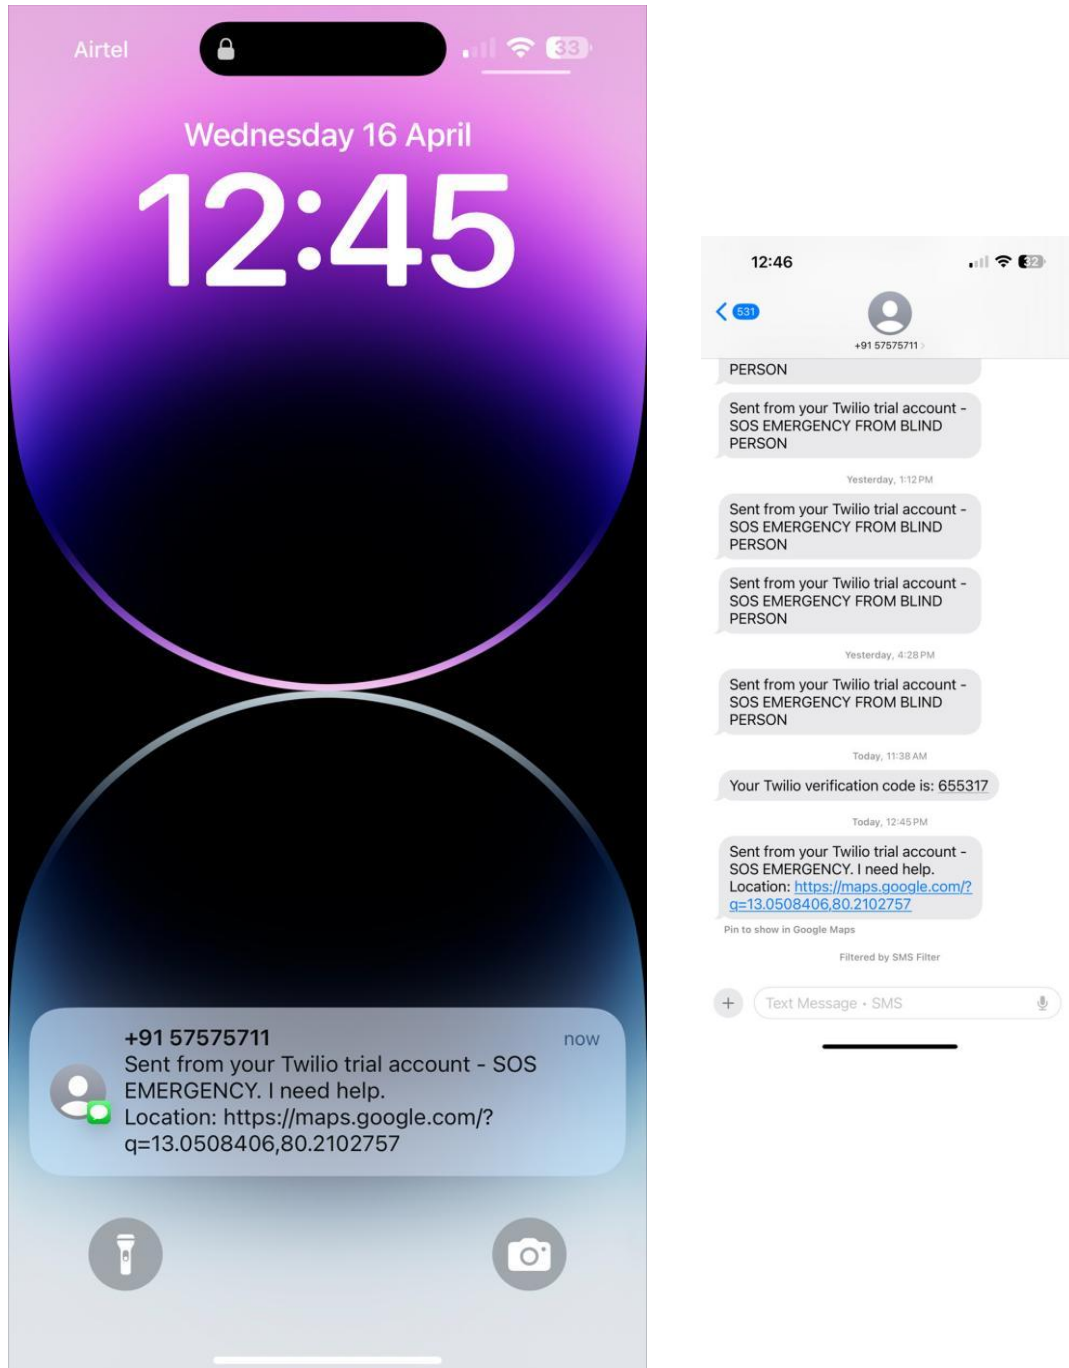 Airtel
33
Wednesday 16 April
12:45
+91 57575711
now
Sent from your Twilio trial account - SOS
EMERGENCY. I need help.
Location: https://maps.google.com/?
q=13.0508406,80.2102757
12:46
32
531
+91 57575711
PERSON
Sent from your Twilio trial account -
SOS EMERGENCY FROM BLIND
PERSON
Yesterday, 1:12 PM
Sent from your Twilio trial account -
SOS EMERGENCY FROM BLIND
PERSON
Sent from your Twilio trial account -
SOS EMERGENCY FROM BLIND
PERSON
Yesterday, 4:28 PM
Sent from your Twilio trial account -
SOS EMERGENCY FROM BLIND
PERSON
Today, 11:38 AM
Your Twilio verification code is: 655317
Today, 12:45 PM
Sent from your Twilio trial account -
SOS EMERGENCY. I need help.
Location: https://maps.google.com/?
q=13.0508406,80.2102757
Pin to show in Google Maps
Filtered by SMS Filter
Text Message • SMS